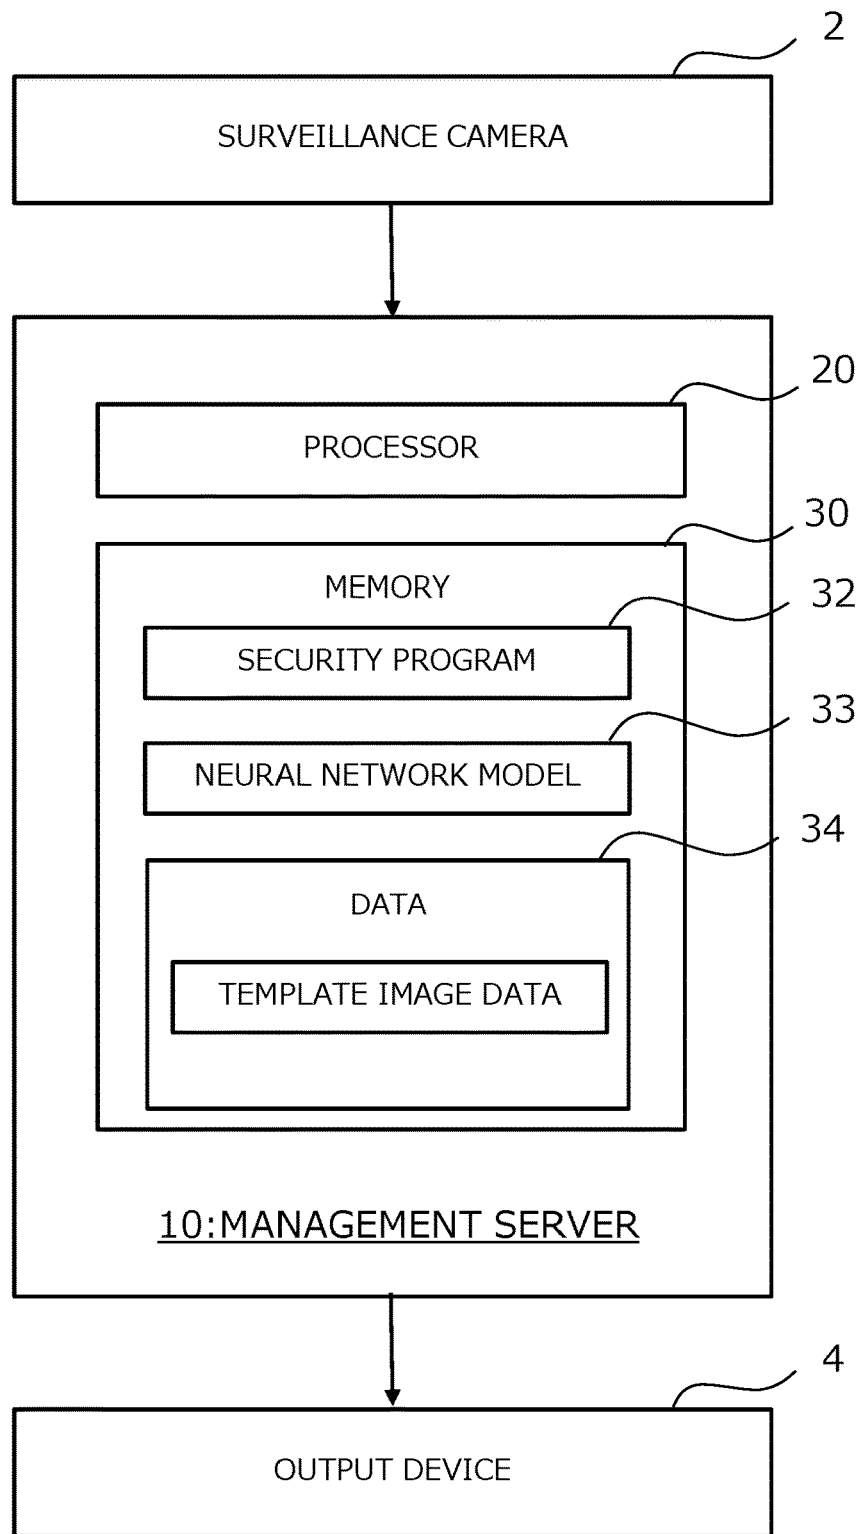 2
SURVEILLANCE CAMERA
20
PROCESSOR
30
MEMORY
32
SECURITY PROGRAM
33
NEURAL NETWORK MODEL
34
DATA
TEMPLATE IMAGE DATA
10:MANAGEMENT SERVER
4
OUTPUT DEVICE